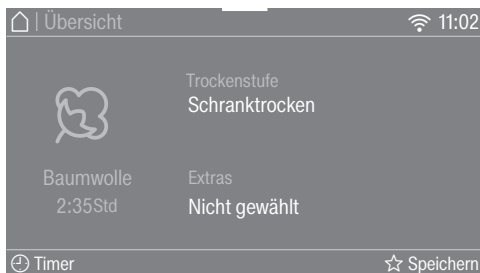 | Übersicht
11:02
Trockenstufe
Schranktrocken
Baumwolle
2:35Std
Extras
Nicht gewählt
Timer
Speichern